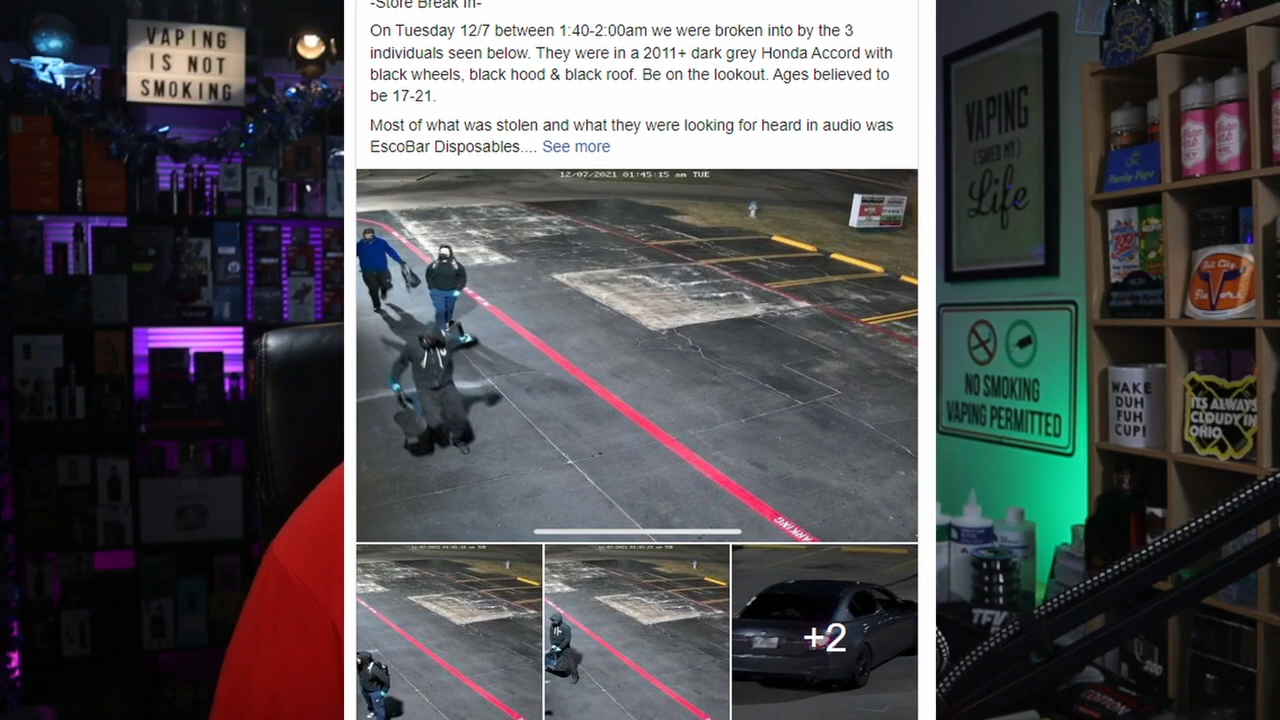 VAPING
IS NOT
SMOKING
-Store Break In-
On Tuesday 12/7 between 1:40-2:00am we were broken into by the 3
individuals seen below. They were in a 2011+ dark grey Honda Accord with
black wheels, black hood & black roof. Be on the lookout. Ages believed to
be 17-21.
Most of what was stolen and what they were looking for heard in audio was
EscoBar Disposables.... See more
12/07/2021 01:45:15 am TUE
ARKING
+2
VAPING
(SAVED MY)
Life
NO SMOKING
VAPING PERMITTED
WAKE
DUH
FUH
CUP!
ITS ALWAYS
CLOUDY IN
OHIO
COTTON